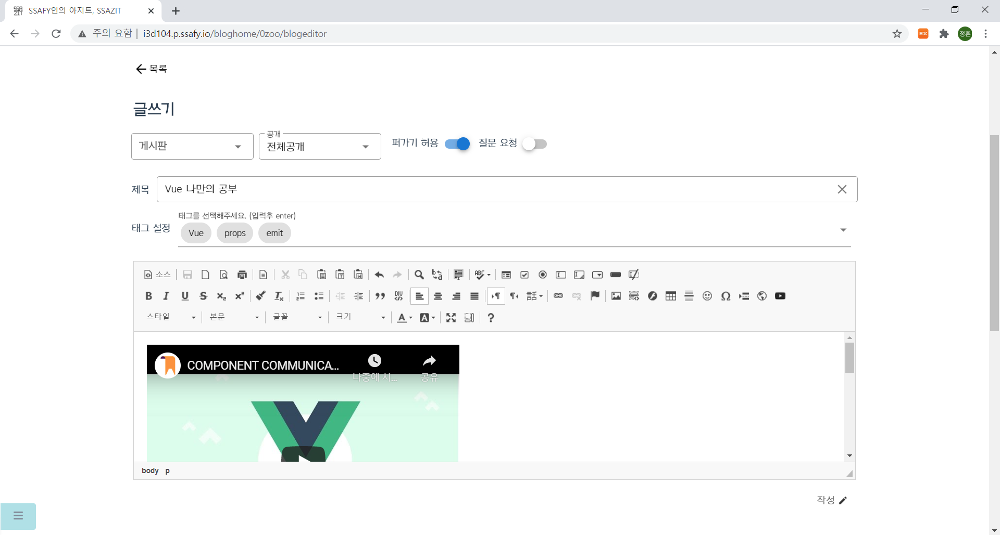 SSAFY인의 아지트, SSAZIT
주의 요함 | i3d104.p.ssafy.io/bloghome/0zoo/blogeditor
EX
정훈
목록
글쓰기
공개
게시판
전체공개
퍼가기 허용
질문 요청
제목
Vue 나만의 공부
태그를 선택해주세요. (입력후 enter)
태그 설정
Vue props emit
소스
스타일 본문 글꼴 크기
COMPONENT COMMUNICA...
나중에 시... 공유
body p
작성